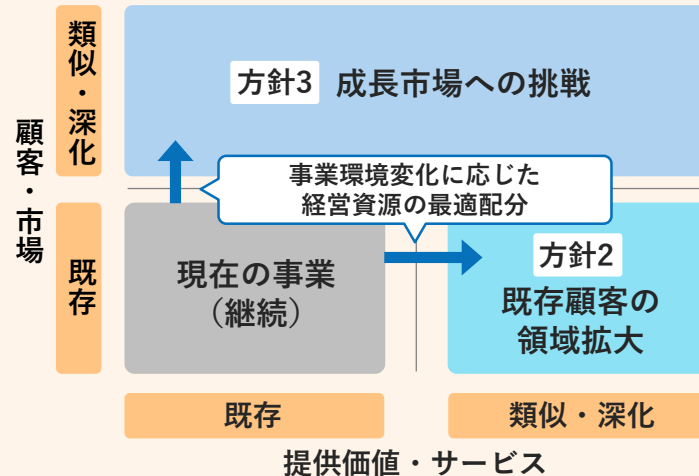 顧客・市場
類似・深化
方針3 成長市場への挑戦
事業環境変化に応じた
経営資源の最適配分
既存
現在の事業
（継続）
方針2
既存顧客の
領域拡大
既存
類似・深化
提供価値・サービス